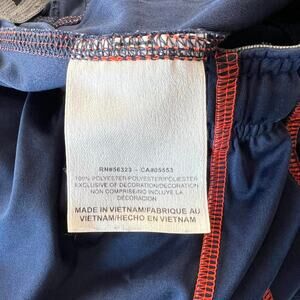 RN#56323 - CA#05553
100% POLYESTER/POLYESTER/POLIÉSTER
EXCLUSIVE OF DECORATION/DECORATION
NON COMPRISE/NO INCLUYE LA
DECORACIÓN
MADE IN VIETNAM/FABRIQUÉ AU
VIETNAM/HECHO EN VIETNAM